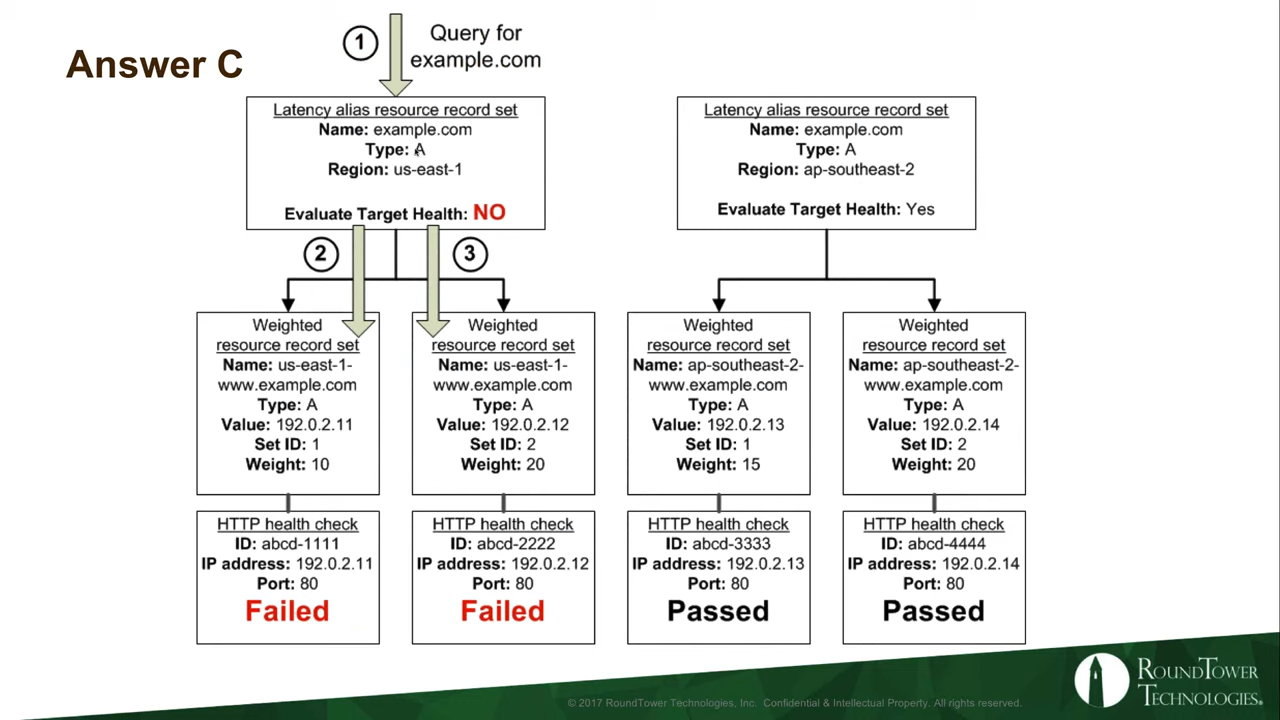 Answer C
1
Query for
example.com
Latency alias resource record set
Name: example.com
Type: A
Region: us-east-1
Evaluate Target Health: NO
Latency alias resource record set
Name: example.com
Type: A
Region: ap-southeast-2
Evaluate Target Health: Yes
2
3
Weighted
resource record set
Name: us-east-1-
www.example.com
Type: A
Value: 192.0.2.11
Set ID: 1
Weight: 10
Weighted
resource record set
Name: us-east-1-
www.example.com
Type: A
Value: 192.0.2.12
Set ID: 2
Weight: 20
Weighted
resource record set
Name: ap-southeast-2-
www.example.com
Type: A
Value: 192.0.2.13
Set ID: 1
Weight: 15
Weighted
resource record set
Name: ap-southeast-2-
www.example.com
Type: A
Value: 192.0.2.14
Set ID: 2
Weight: 20
HTTP health check
ID: abcd-1111
IP address: 192.0.2.11
Port: 80
Failed
HTTP health check
ID: abcd-2222
IP address: 192.0.2.12
Port: 80
Failed
HTTP health check
ID: abcd-3333
IP address: 192.0.2.13
Port: 80
Passed
HTTP health check
ID: abcd-4444
IP address: 192.0.2.14
Port: 80
Passed
© 2017 RoundTower Technologies, Inc. Confidential & Intellectual Property. All rights reserved.
ROUNDTOWER
TECHNOLOGIES®